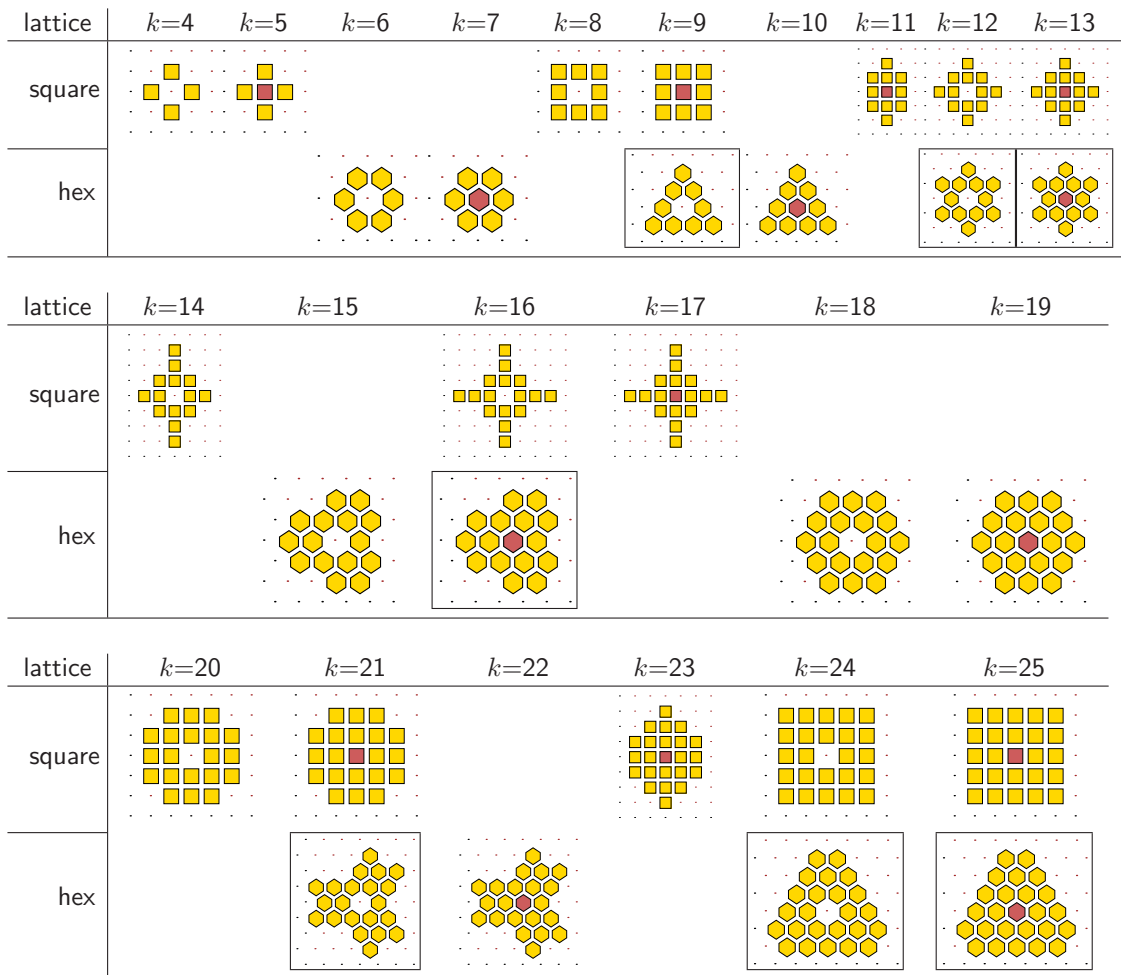 lattice k=4 k=5 k=6 k=7 k=8 k=9 k=10 k=11 k=12 k=13
square
hex
lattice k=14 k=15 k=16 k=17 k=18 k=19
square
hex
lattice k=20 k=21 k=22 k=23 k=24 k=25
square
hex